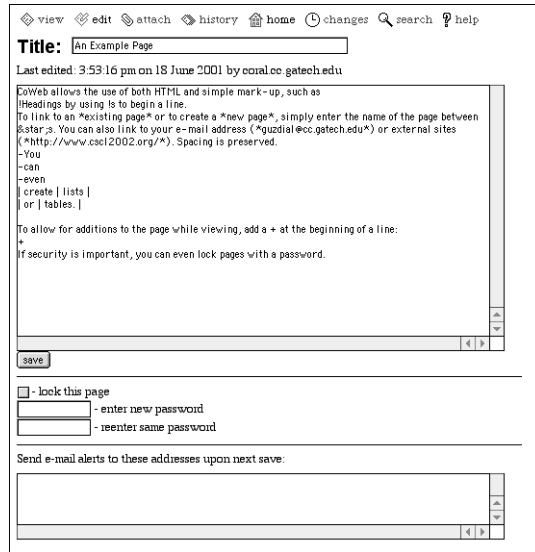 view edit attach history home changes search help
Title: An Example Page
Last edited: 3:53:16 pm on 18 June 2001 by coral.cc.gatech.edu
CoWeb allows the use of both HTML and simple mark-up, such as
!Headings by using ! to begin a line.
To link to an *existing page* or to create a *new page*, simply enter the name of the page between
&star;s. You can also link to your e-mail address (*guzdial@cc.gatech.edu*) or external sites
(*http://www.cscl2002.org/*). Spacing is preserved.
-You
-can
-even
| create | lists |
| or | tables. |
To allow for additions to the page while viewing, add a + at the beginning of a line:
+
If security is important, you can even lock pages with a password.
save
- lock this page
- enter new password
- reenter same password
Send e-mail alerts to these addresses upon next save: